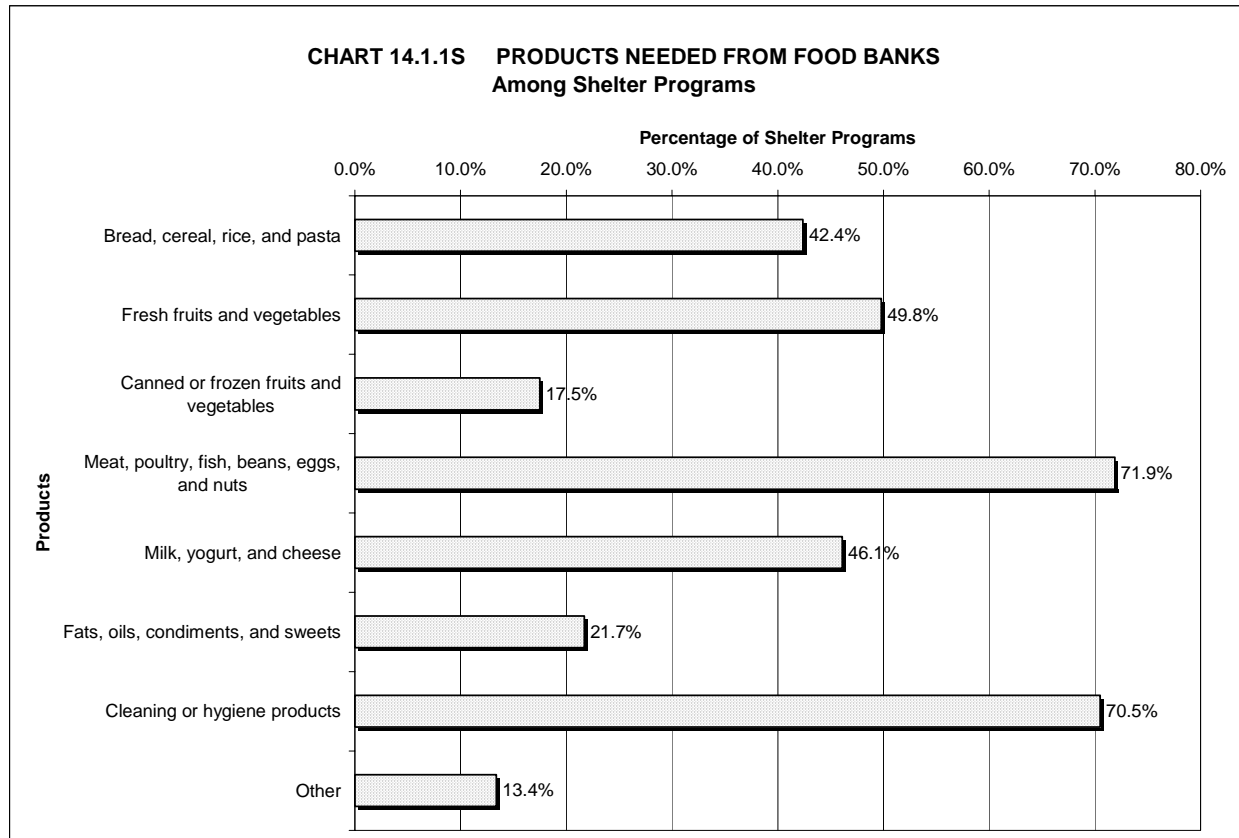 CHART 14.1.1S PRODUCTS NEEDED FROM FOOD BANKS
Among Shelter Programs
Percentage of Shelter Programs
0.0% 10.0% 20.0% 30.0% 40.0% 50.0% 60.0% 70.0% 80.0%
Products
Bread, cereal, rice, and pasta
42.4%
Fresh fruits and vegetables
49.8%
Canned or frozen fruits and
vegetables
17.5%
Meat, poultry, fish, beans, eggs,
and nuts
71.9%
Milk, yogurt, and cheese
46.1%
Fats, oils, condiments, and sweets
21.7%
Cleaning or hygiene products
70.5%
Other
13.4%